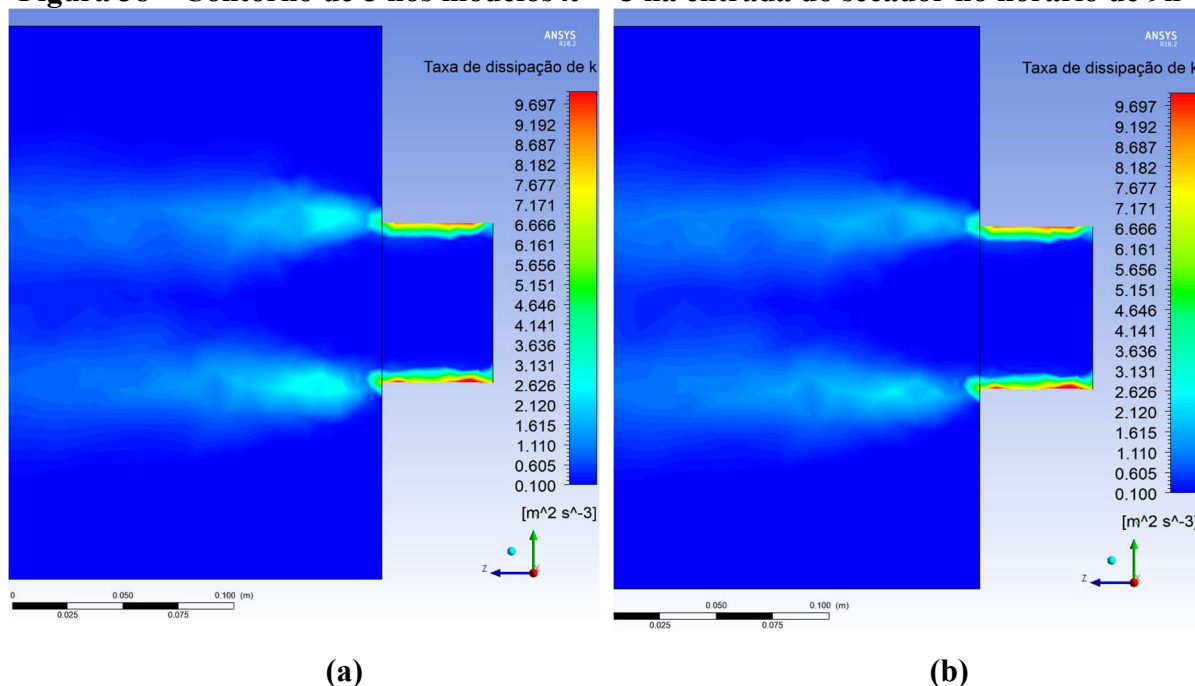 Figura Contorno de nos modelos na entrada do secador no horário de
ANSYS
R18.2
Taxa de dissipação de k
9.697
9.192
8.687
8.182
7.677
7.171
6.666
6.161
5.656
5.151
4.646
4.141
3.636
3.131
2.626
2.120
1.615
1.110
0.605
0.100
[m^2 s^-3]
Z
0 0.050 0.100 (m)
0.025 0.075
(a)
ANSYS
R18.2
Taxa de dissipação de k
9.697
9.192
8.687
8.182
7.677
7.171
6.666
6.161
5.656
5.151
4.646
4.141
3.636
3.131
2.626
2.120
1.615
1.110
0.605
0.100
[m^2 s^-3]
Z
0.050 0.100 (m)
0.025 0.075
(b)